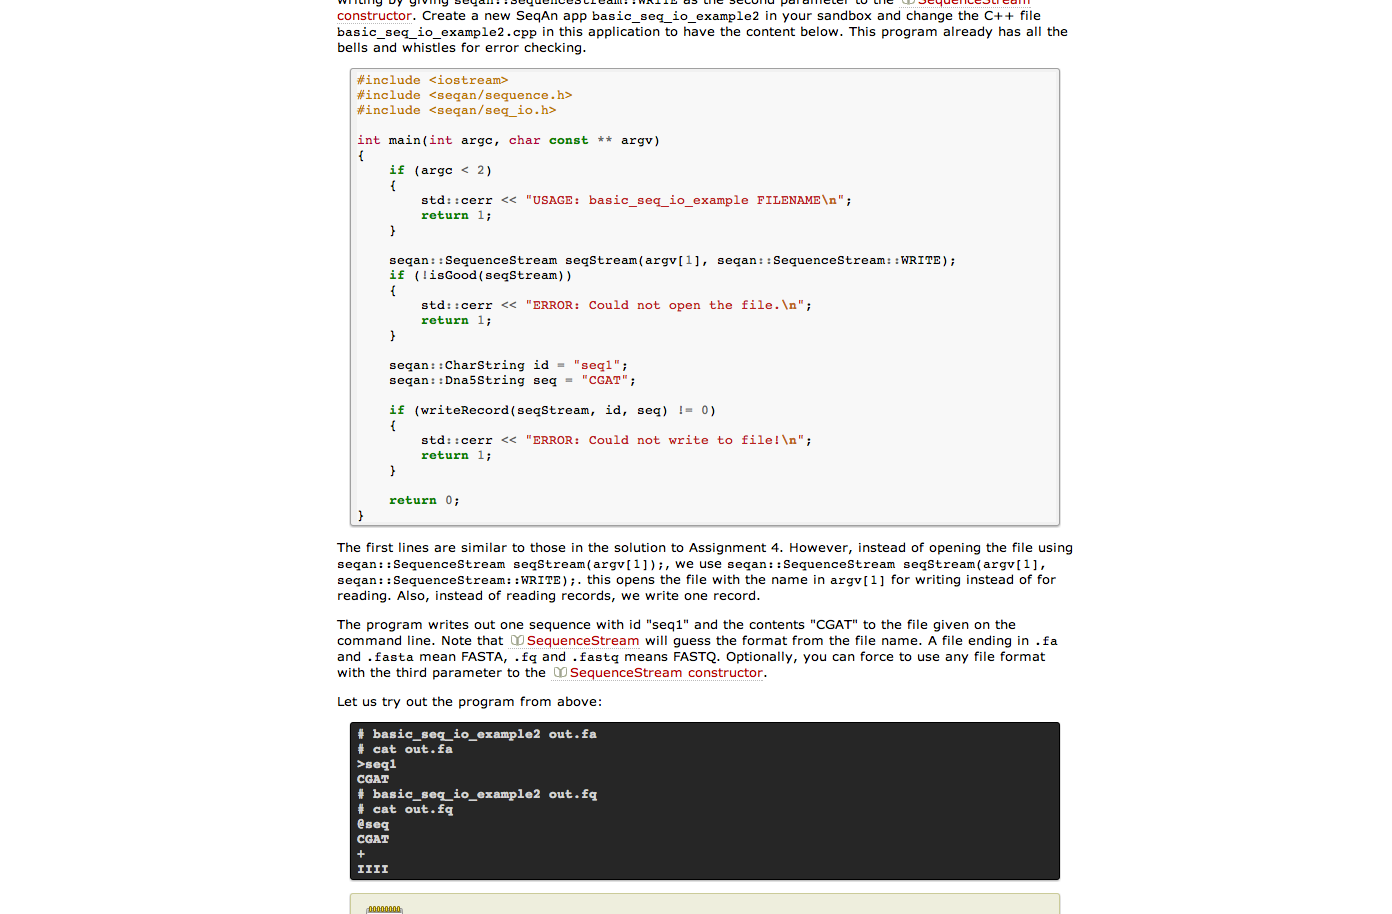 writing by giving seqan::SequenceStream::WRITE as the second parameter to the SequenceStream
constructor. Create a new SeqAn app basic_seq_io_example2 in your sandbox and change the C++ file
basic_seq_io_example2.cpp in this application to have the content below. This program already has all the
bells and whistles for error checking.
#include <iostream>
#include <seqan/sequence.h>
#include <seqan/seq_io.h>
int main(int argc, char const ** argv)
{
    if (argc < 2)
    {
        std::cerr << "USAGE: basic_seq_io_example FILENAME\n";
        return 1;
    }
    seqan::SequenceStream seqStream(argv[1], seqan::SequenceStream::WRITE);
    if (!isGood(seqStream))
    {
        std::cerr << "ERROR: Could not open the file.\n";
        return 1;
    }
    seqan::CharString id = "seq1";
    seqan::Dna5String seq = "CGAT";
    if (writeRecord(seqStream, id, seq) != 0)
    {
        std::cerr << "ERROR: Could not write to file!\n";
        return 1;
    }
    return 0;
}
The first lines are similar to those in the solution to Assignment 4. However, instead of opening the file using
seqan::SequenceStream seqStream(argv[1]);, we use seqan::SequenceStream seqStream(argv[1],
seqan::SequenceStream::WRITE);. this opens the file with the name in argv[1] for writing instead of for
reading. Also, instead of reading records, we write one record.
The program writes out one sequence with id "seq1" and the contents "CGAT" to the file given on the
command line. Note that SequenceStream will guess the format from the file name. A file ending in .fa
and .fasta mean FASTA, .fq and .fastq means FASTQ. Optionally, you can force to use any file format
with the third parameter to the SequenceStream constructor.
Let us try out the program from above:
# basic_seq_io_example2 out.fa
# cat out.fa
>seq1
CGAT
# basic_seq_io_example2 out.fq
# cat out.fq
@seq
CGAT
+
IIII